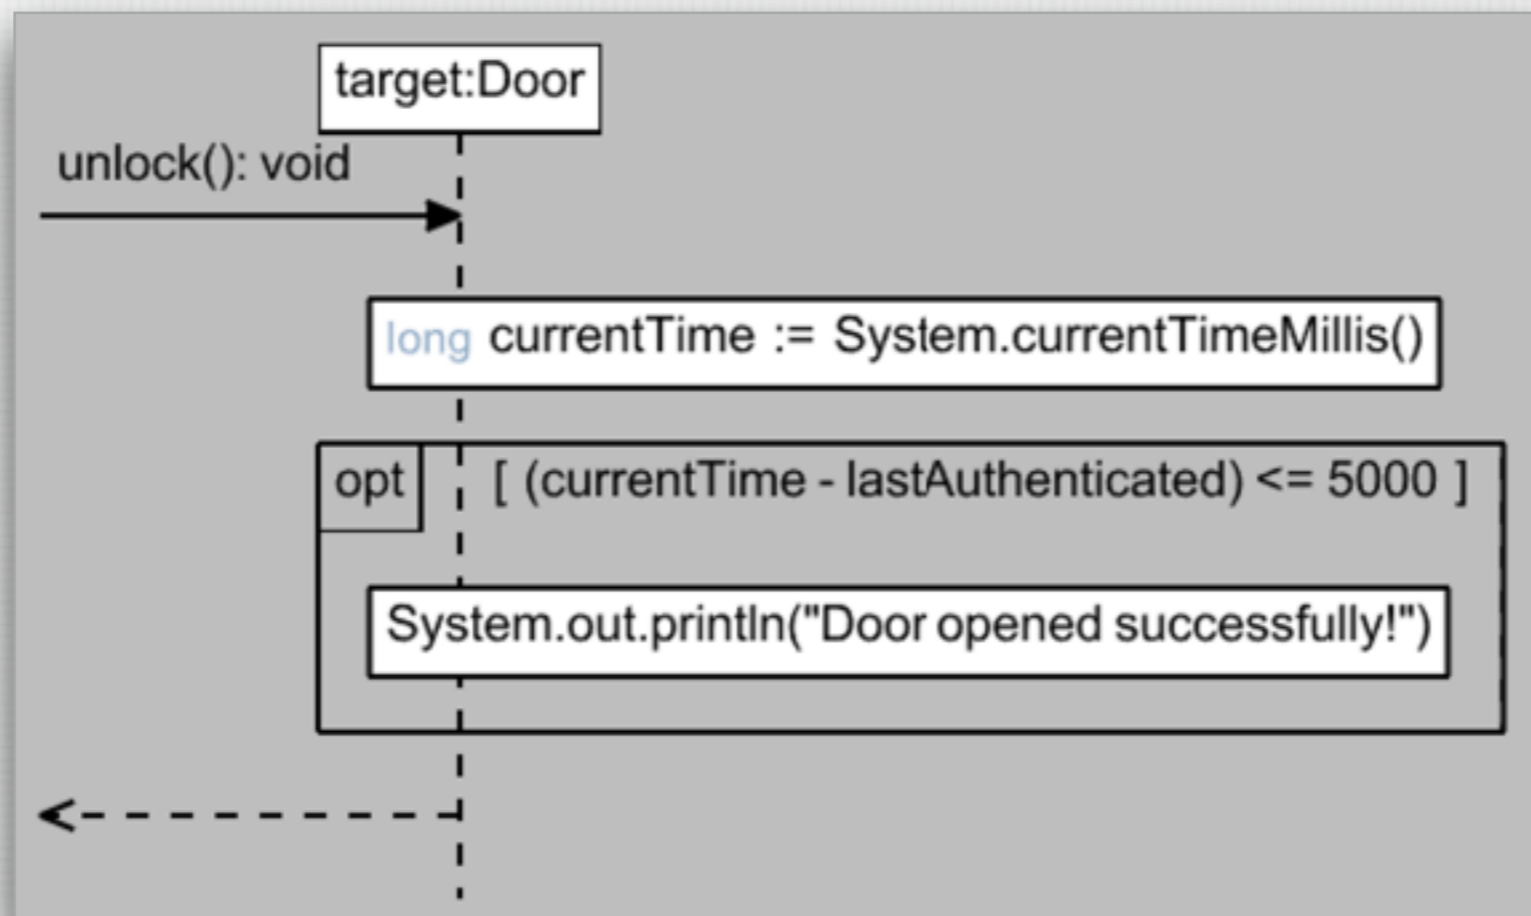 target:Door
unlock(): void
long currentTime := System.currentTimeMillis()
opt [ (currentTime - lastAuthenticated) <= 5000 ]
System.out.println("Door opened successfully!")